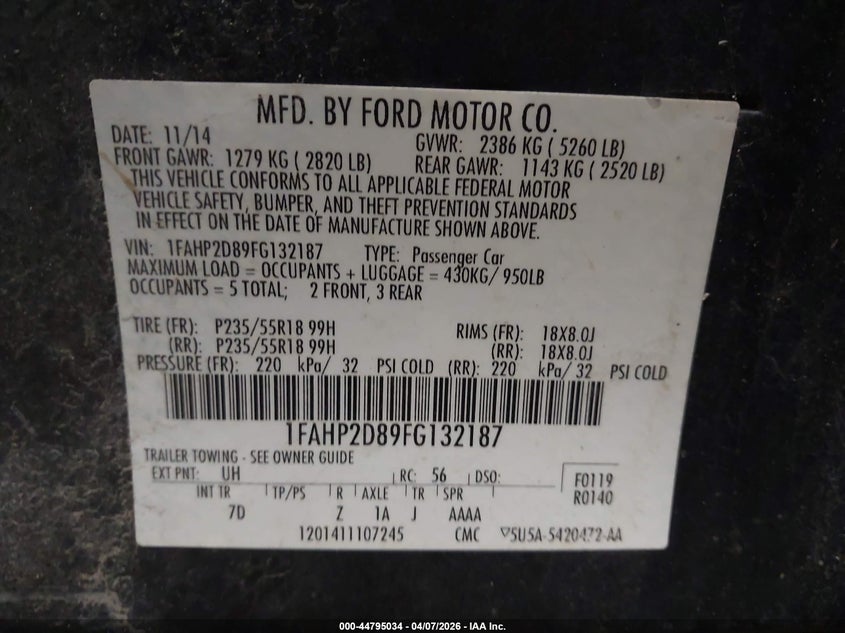 MFD. BY FORD MOTOR CO.
DATE: 11/14 GVWR: 2386 KG ( 5260 LB)
FRONT GAWR: 1279 KG ( 2820 LB) REAR GAWR: 1143 KG ( 2520 LB)
THIS VEHICLE CONFORMS TO ALL APPLICABLE FEDERAL MOTOR
VEHICLE SAFETY, BUMPER, AND THEFT PREVENTION STANDARDS
IN EFFECT ON THE DATE OF MANUFACTURE SHOWN ABOVE.
VIN: 1FAHP2D89FG132187 TYPE: Passenger Car
MAXIMUM LOAD = OCCUPANTS + LUGGAGE = 430KG/ 950LB
OCCUPANTS = 5 TOTAL; 2 FRONT, 3 REAR
TIRE (FR): P235/55R18 99H RIMS (FR): 18X8.0J
(RR): P235/55R18 99H (RR): 18X8.0J
PRESSURE (FR): 220 kPa/ 32 PSI COLD (RR): 220 kPa/ 32 PSI COLD
1FAHP2D89FG132187
TRAILER TOWING - SEE OWNER GUIDE
EXT PNT: UH RC: 56 DSO: F0119
R0140
INT TR TP/PS R AXLE TR SPR
7D Z 1A J AAAA
1201411107245 CMC 5U5A-5420472-AA
000-44795034 - 04/07/2026 - IAA Inc.